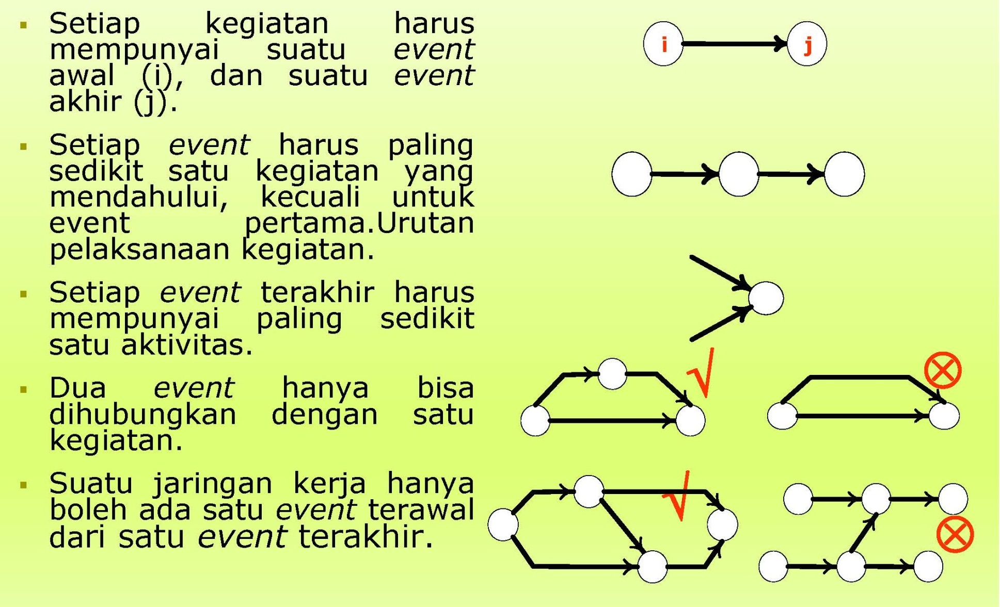 Setiap kegiatan harus
mempunyai suatu event
awal (i), dan suatu event
akhir (j).
i
j
Setiap event harus paling
sedikit satu kegiatan yang
mendahului, kecuali untuk
event pertama.Urutan
pelaksanaan kegiatan.
Setiap event terakhir harus
mempunyai paling sedikit
satu aktivitas.
Dua event hanya bisa
dihubungkan dengan satu
kegiatan.
Suatu jaringan kerja hanya
boleh ada satu event terawal
dari satu event terakhir.